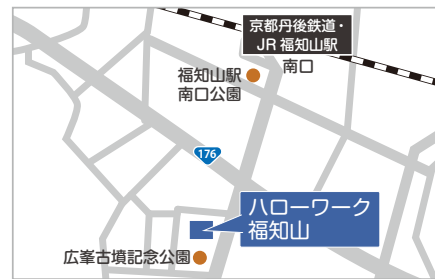 京都丹後鉄道・
JR 福知山駅
南口
福知山駅
南口公園
176
ハローワーク
福知山
広峯古墳記念公園